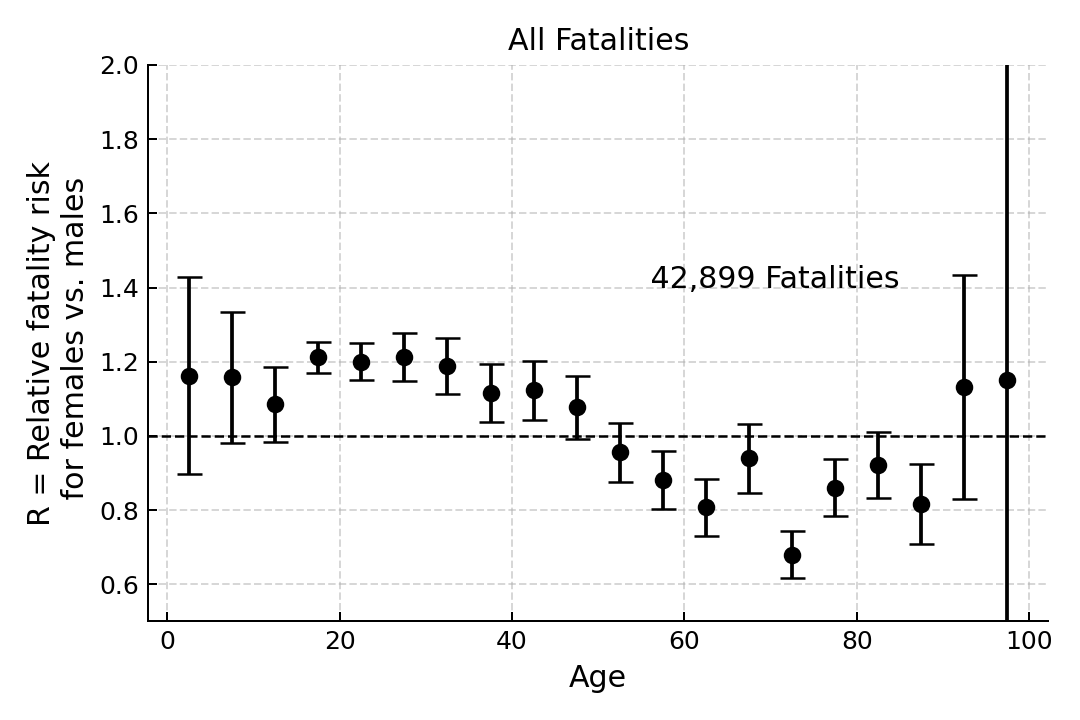 All Fatalities
R = Relative fatality risk
for females vs. males
2.0
1.8
1.6
1.4
1.2
1.0
0.8
0.6
42,899 Fatalities
0
20
40
60
80
100
Age